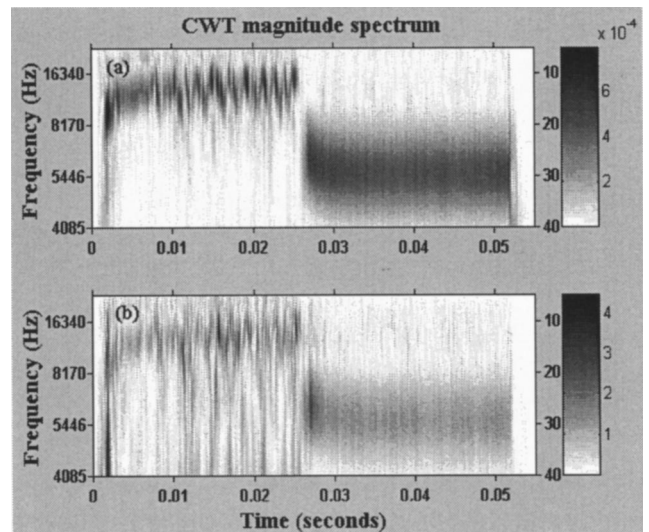 CWT magnitude spectrum
x 10⁻⁴
(a)
Frequency (Hz)
16340
8170
5446
4085
10
20
30
40
6
4
2
0 0.01 0.02 0.03 0.04 0.05
(b)
Frequency (Hz)
16340
8170
5446
4085
10
20
30
40
4
3
2
1
0 0.01 0.02 0.03 0.04 0.05
Time (seconds)